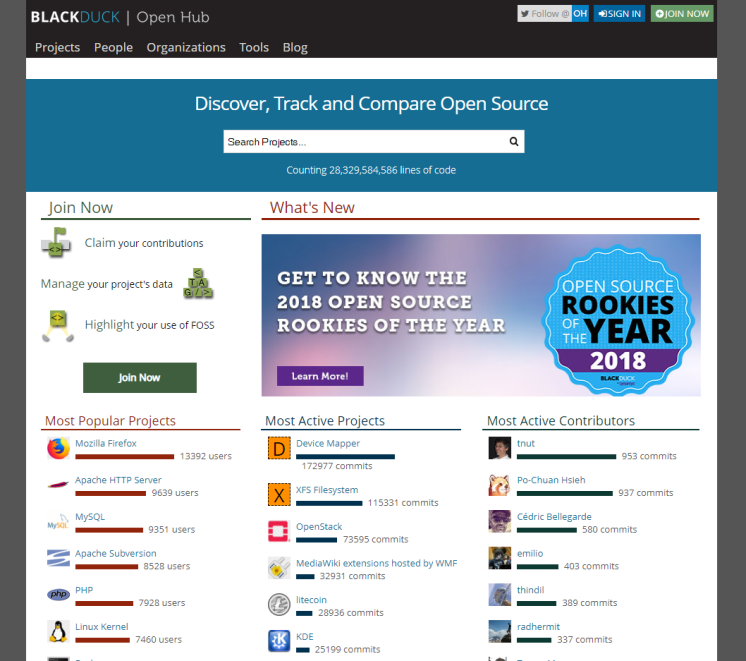 BLACKDUCK | Open Hub
Follow @ OH
SIGN IN
JOIN NOW
Projects People Organizations Tools Blog
Discover, Track and Compare Open Source
Search Projects...
Counting 28,329,584,586 lines of code
Join Now
Claim your contributions
Manage your project's data
TAG
Highlight your use of FOSS
Join Now
What's New
GET TO KNOW THE
2018 OPEN SOURCE
ROOKIES OF THE YEAR
Learn More!
OPEN SOURCE
ROOKIES
OF THE YEAR
2018
BLACKDUCK
Most Popular Projects
Mozilla Firefox
13392 users
Apache HTTP Server
9639 users
MySQL
MySQL
9351 users
Apache Subversion
8528 users
php
PHP
7928 users
Linux Kernel
7460 users
Most Active Projects
D
Device Mapper
172977 commits
X
XFS Filesystem
115331 commits
OpenStack
73595 commits
MediaWiki extensions hosted by WMF
32931 commits
litecoin
28936 commits
KDE
25199 commits
Most Active Contributors
tnut
953 commits
Po-Chuan Hsieh
937 commits
Cédric Bellegarde
580 commits
emilio
403 commits
thindil
389 commits
radhermit
337 commits